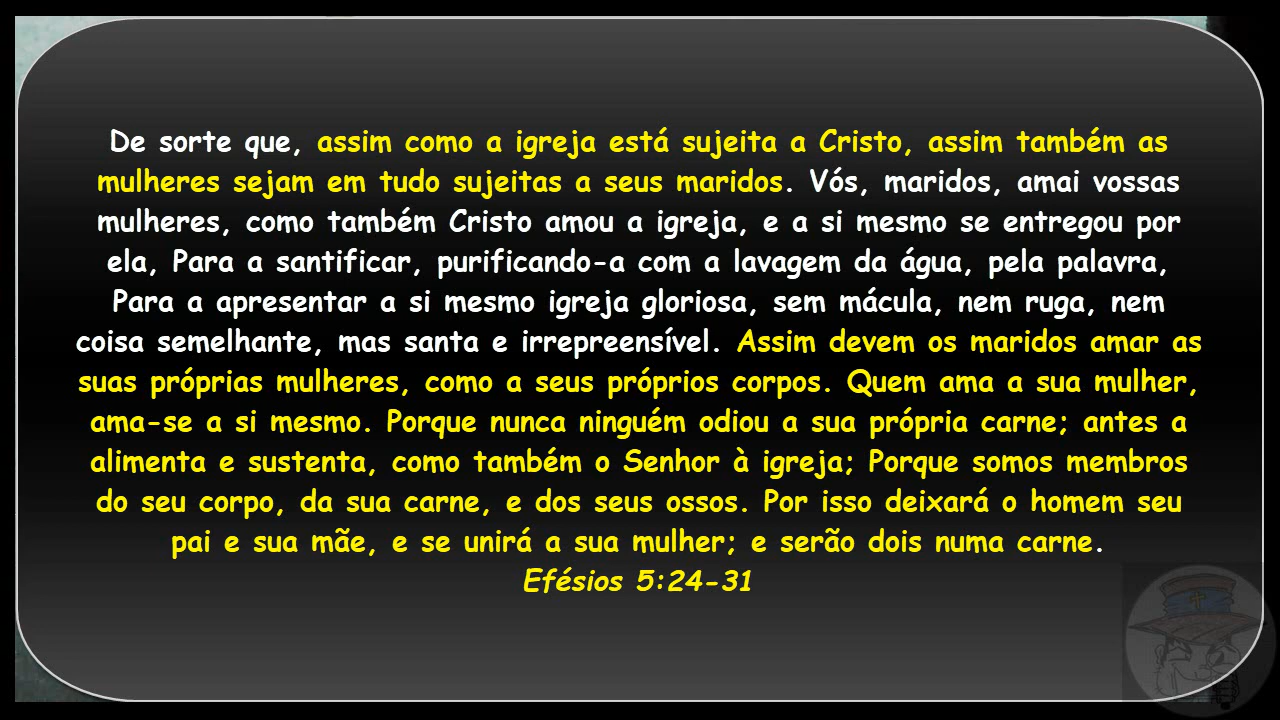 De sorte que, assim como a igreja está sujeita a Cristo, assim também as
mulheres sejam em tudo sujeitas a seus maridos. Vós, maridos, amai vossas
mulheres, como também Cristo amou a igreja, e a si mesmo se entregou por
ela, Para a santificar, purificando-a com a lavagem da água, pela palavra,
Para a apresentar a si mesmo igreja gloriosa, sem mácula, nem ruga, nem
coisa semelhante, mas santa e irrepreensível. Assim devem os maridos amar as
suas próprias mulheres, como a seus próprios corpos. Quem ama a sua mulher,
ama-se a si mesmo. Porque nunca ninguém odiou a sua própria carne; antes a
alimenta e sustenta, como também o Senhor à igreja; Porque somos membros
do seu corpo, da sua carne, e dos seus ossos. Por isso deixará o homem seu
pai e sua mãe, e se unirá a sua mulher; e serão dois numa carne.
Efésios 5:24-31